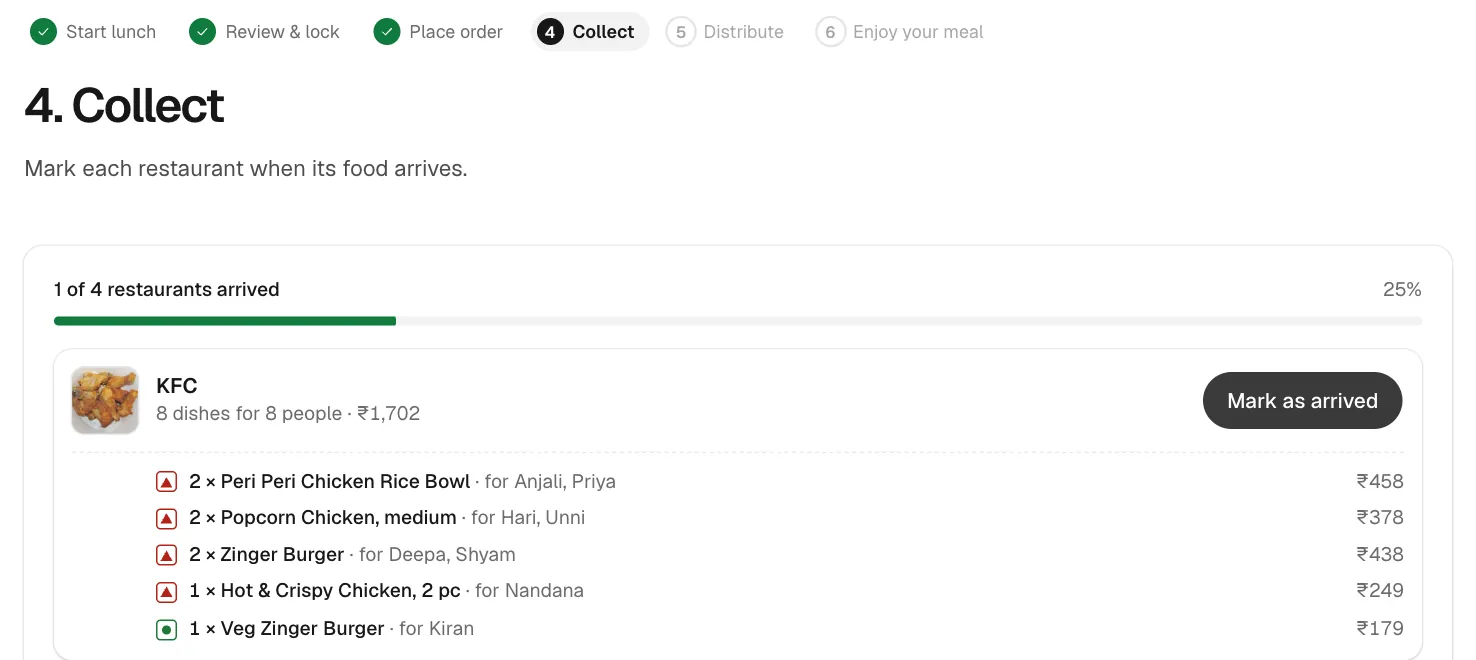 Start lunch Review & lock Place order 4 Collect 5 Distribute 6 Enjoy your meal
4. Collect
Mark each restaurant when its food arrives.
1 of 4 restaurants arrived 25%
KFC
8 dishes for 8 people · ₹1,702
Mark as arrived
2 × Peri Peri Chicken Rice Bowl · for Anjali, Priya ₹458
2 × Popcorn Chicken, medium · for Hari, Unni ₹378
2 × Zinger Burger · for Deepa, Shyam ₹438
1 × Hot & Crispy Chicken, 2 pc · for Nandana ₹249
1 × Veg Zinger Burger · for Kiran ₹179